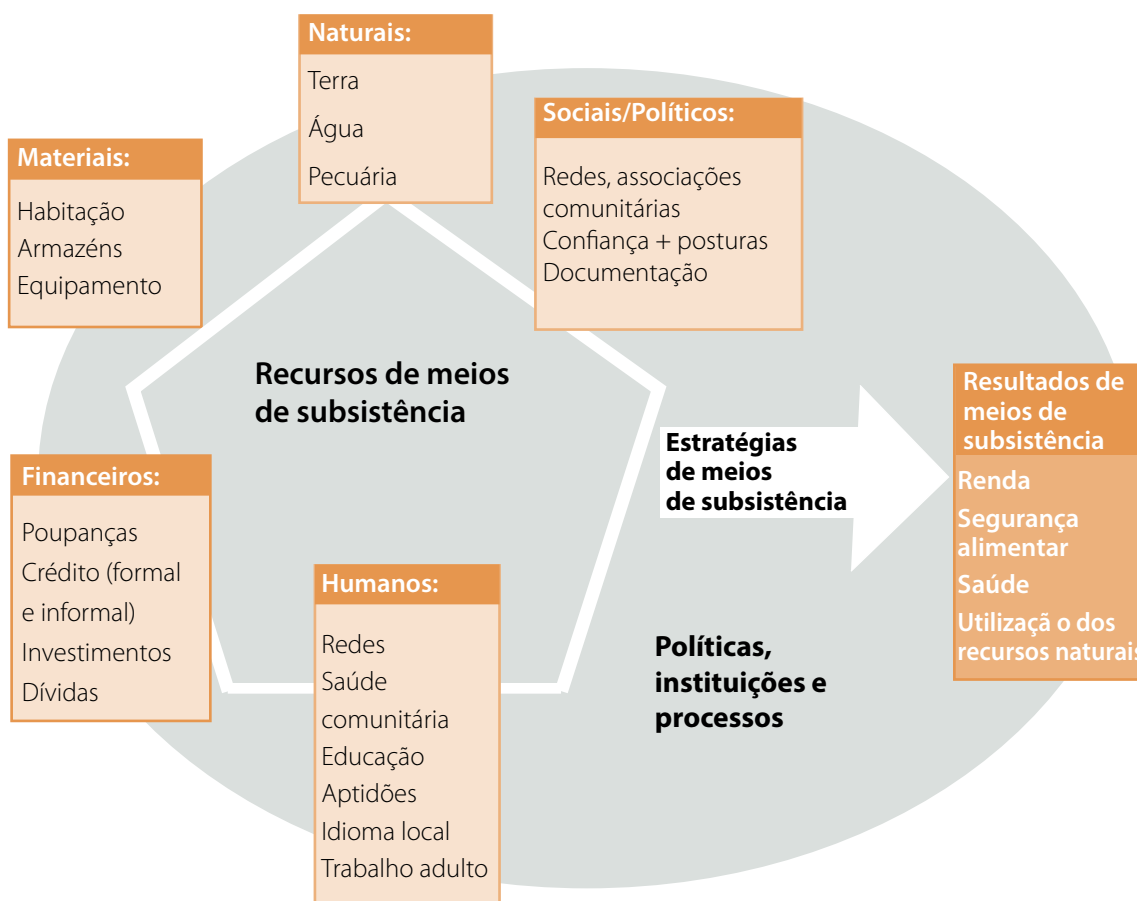 Naturais:
Terra
Água
Pecuária
Sociais/Políticos:
Redes, associações
comunitárias
Confiança + posturas
Documentação
Materiais:
Habitação
Armazéns
Equipamento
Recursos de meios
de subsistência
Estratégias
de meios
de subsistência
Resultados de
meios de
subsistência
Renda
Segurança
alimentar
Saúde
Utilizaçã o dos
recursos naturais
Financeiros:
Poupanças
Crédito (formal
e informal)
Investimentos
Dívidas
Humanos:
Redes
Saúde
comunitária
Educação
Aptidões
Idioma local
Trabalho adulto
Políticas,
instituições e
processos